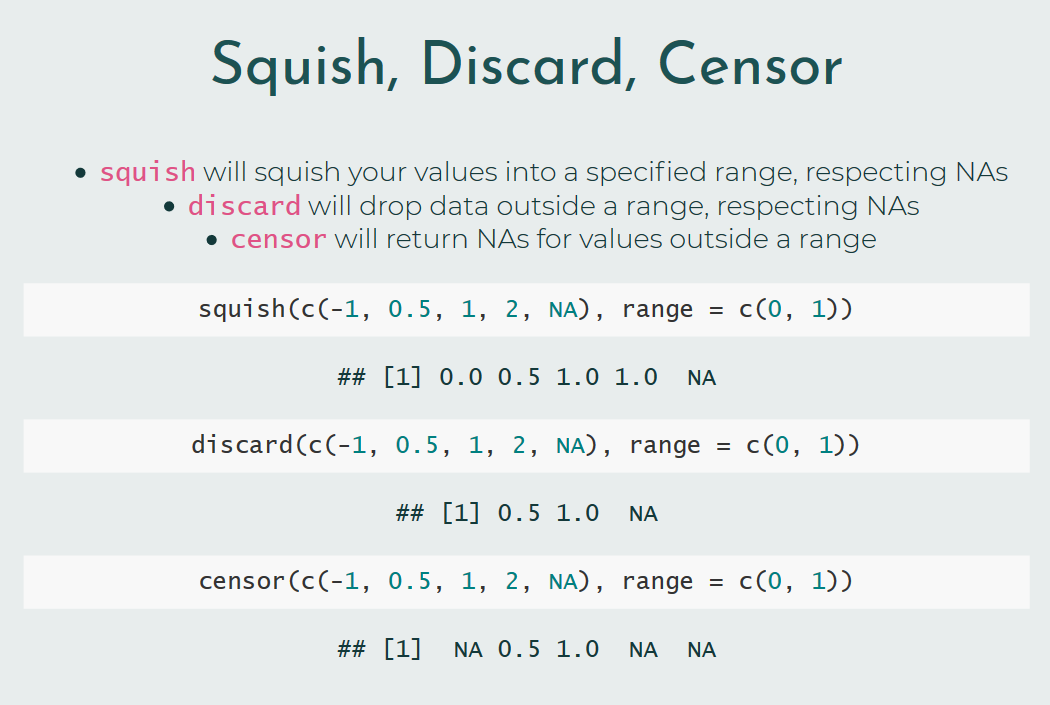 Squish, Discard, Censor
• squish will squish your values into a specified range, respecting NAs
• discard will drop data outside a range, respecting NAs
• censor will return NAs for values outside a range
squish(c(-1, 0.5, 1, 2, NA), range = c(0, 1))
## [1] 0.0 0.5 1.0 1.0  NA
discard(c(-1, 0.5, 1, 2, NA), range = c(0, 1))
## [1] 0.5 1.0  NA
censor(c(-1, 0.5, 1, 2, NA), range = c(0, 1))
## [1]  NA 0.5 1.0  NA  NA